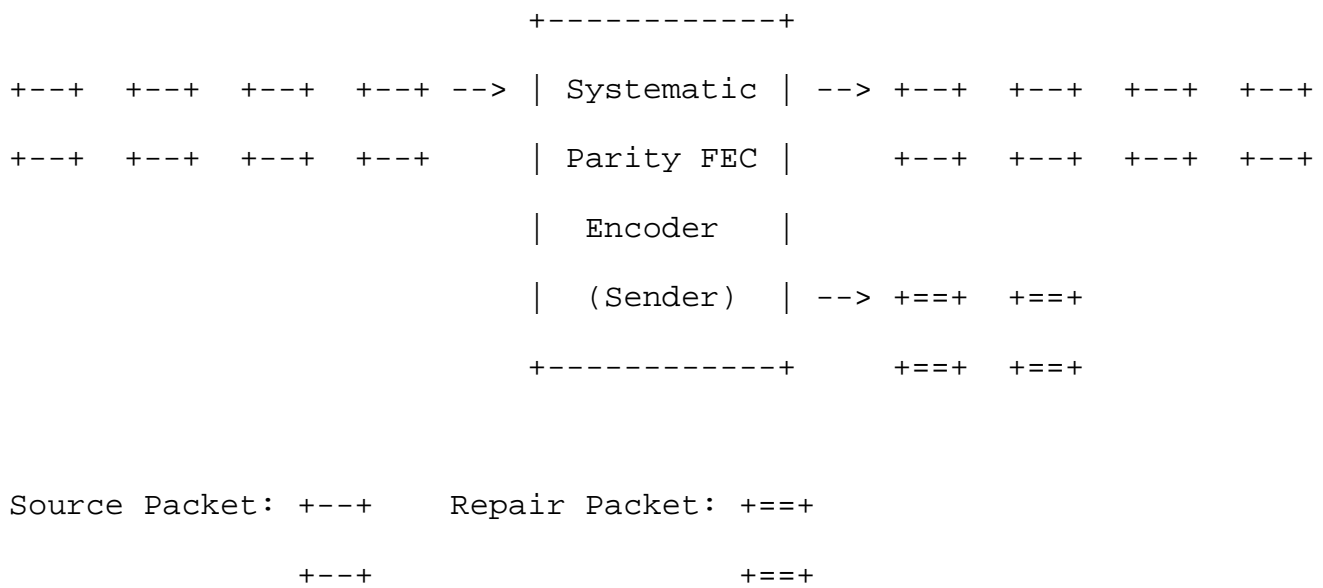 +------------+
+--+  +--+  +--+  +--+ --> | Systematic | --> +--+  +--+  +--+  +--+
+--+  +--+  +--+  +--+     | Parity FEC |     +--+  +--+  +--+  +--+
                           |  Encoder   |
                           |  (Sender)  | --> +==+  +==+
                           +------------+     +==+  +==+
Source Packet: +--+    Repair Packet: +==+
               +--+                   +==+